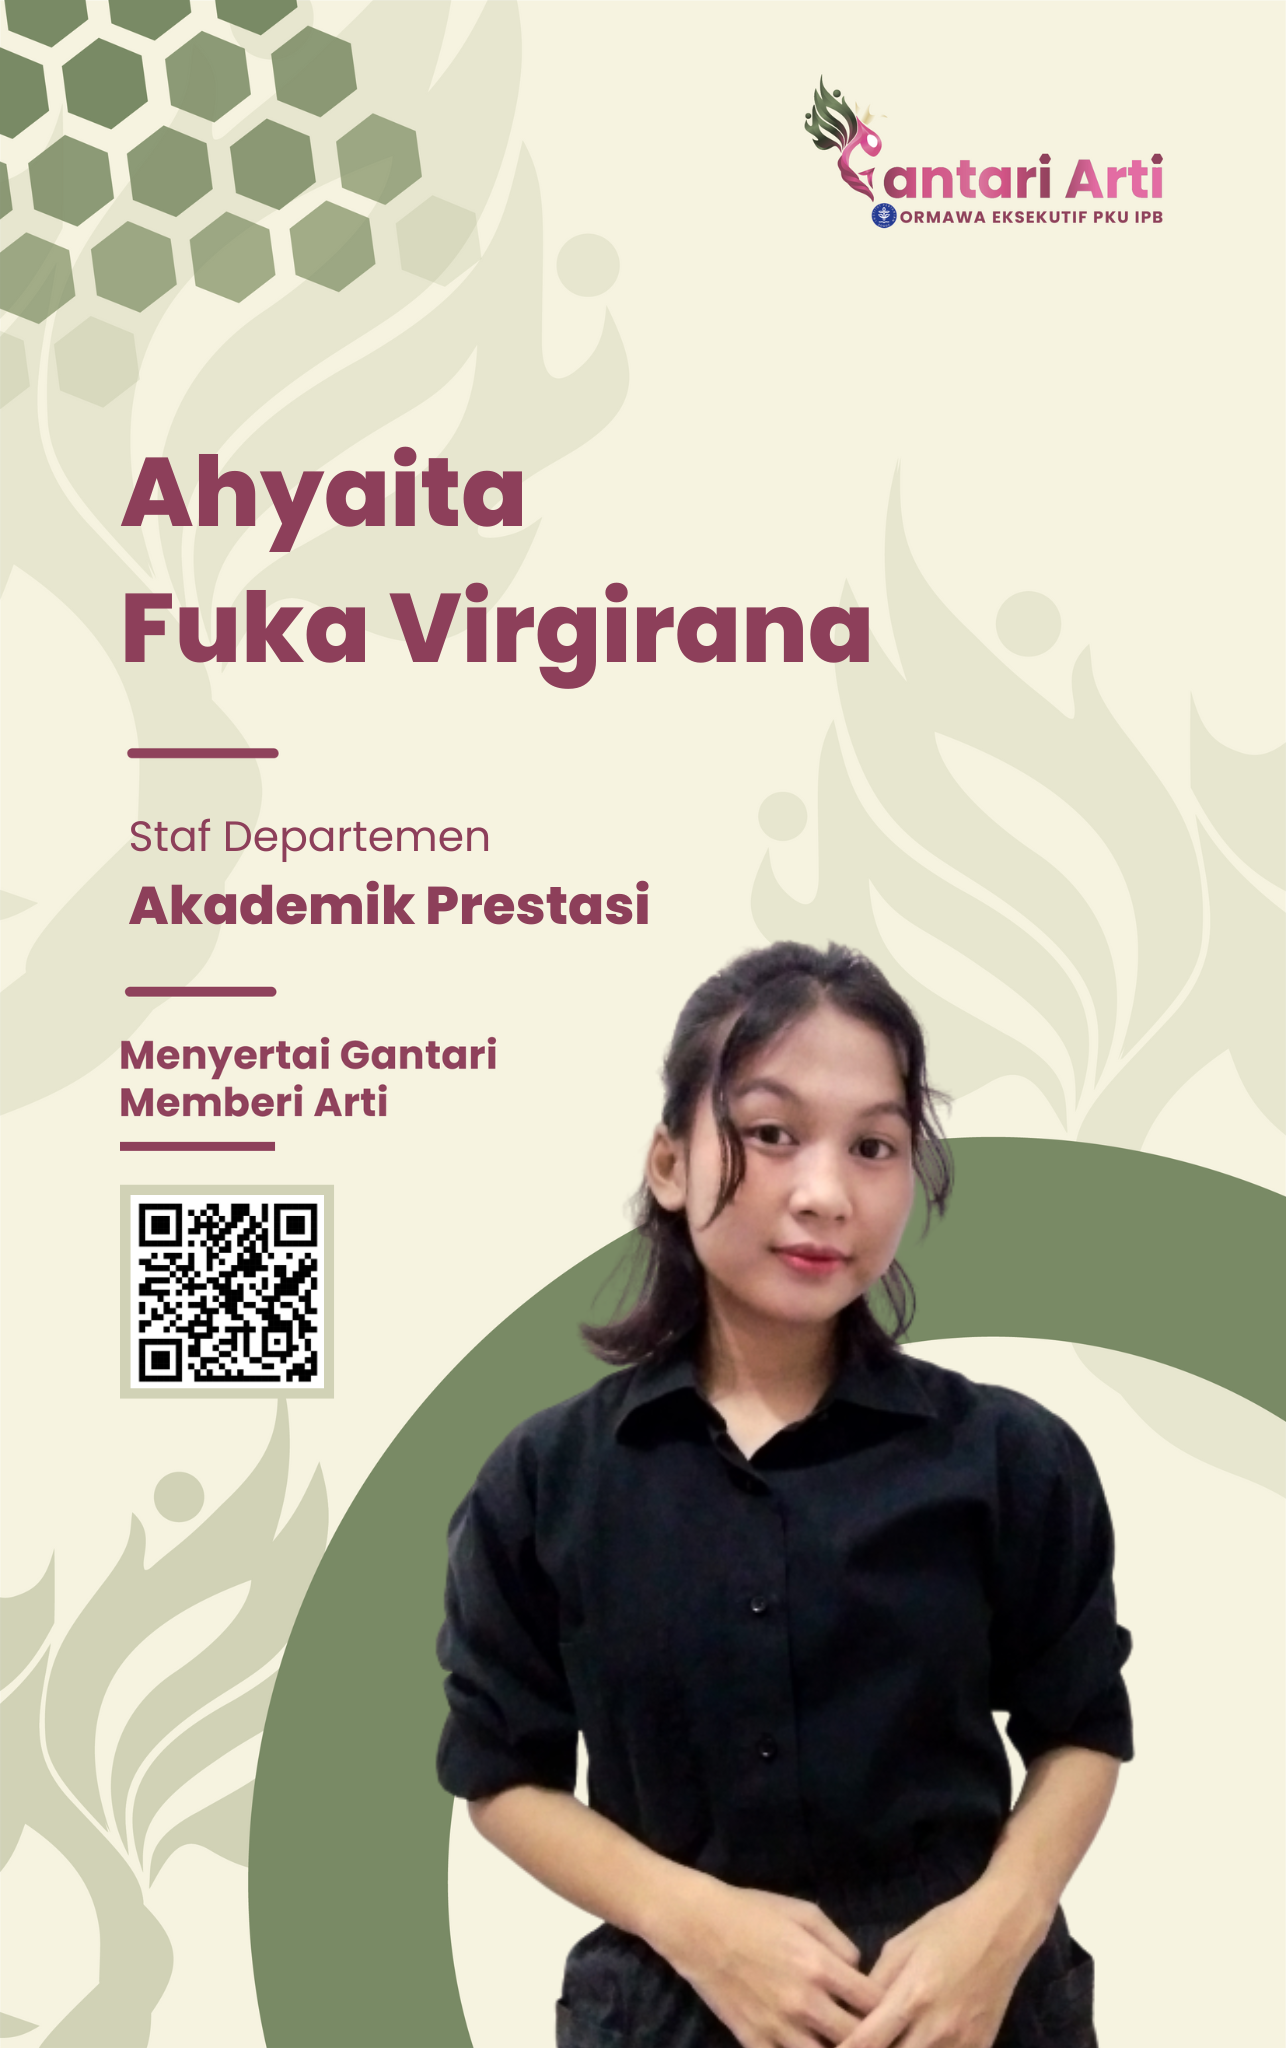 Gantari Arti
ORMAWA EKSEKUTIF PKU IPB
Ahyaita
Fuka Virgirana
Staf Departemen
Akademik Prestasi
Menyertai Gantari
Memberi Arti